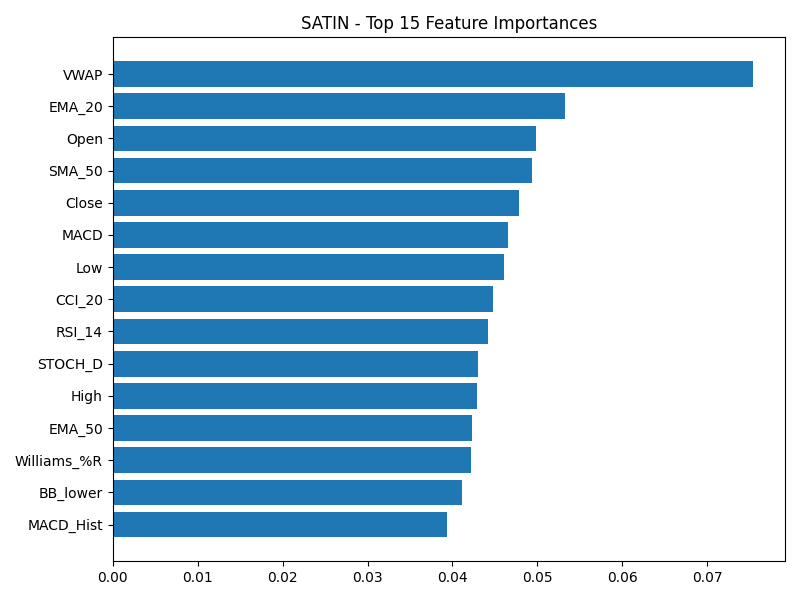 SATIN - Top 15 Feature Importances
VWAP
EMA_20
Open
SMA_50
Close
MACD
Low
CCI_20
RSI_14
STOCH_D
High
EMA_50
Williams_%R
BB_lower
MACD_Hist
0.00 0.01 0.02 0.03 0.04 0.05 0.06 0.07